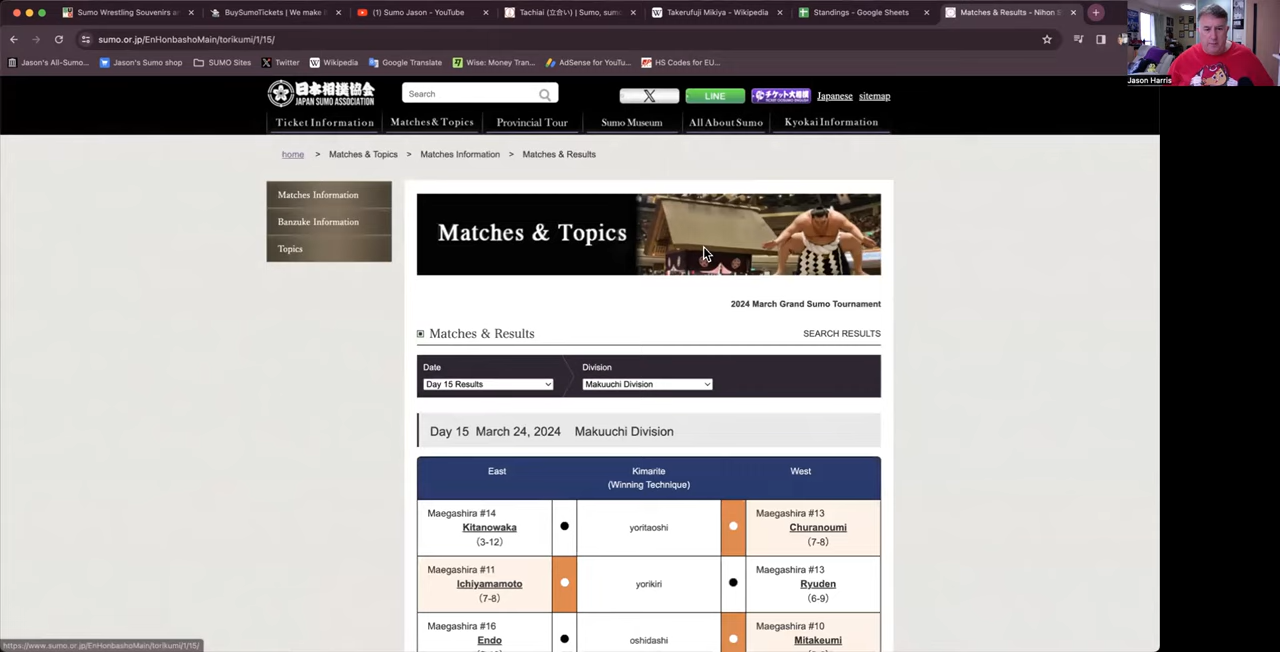 Sumo Wrestling Souvenirs a
BuySumoTickets | We make i
(1) Sumo Jason - YouTube
Tachiai (立合い) | Sumo, sum
Takerufuji Mikiya - Wikipedia
Standings - Google Sheets
Matches & Results - Nihon S
sumo.or.jp/EnHonbashoMain/torikumi/1/15/
Jason's All-Sumo...
Jason's Sumo shop
SUMO Sites
Twitter
Wikipedia
Google Translate
Wise: Money Tran...
AdSense for YouTu...
HS Codes for EU...
Jason Harris
日本相撲協会
JAPAN SUMO ASSOCIATION
Search
X
LINE
チケット大相撲
Japanese
sitemap
Ticket Information
Matches&Topics
Provincial Tour
Sumo Museum
All About Sumo
Kyokai Information
home > Matches & Topics > Matches Information > Matches & Results
Matches Information
Banzuke Information
Topics
Matches & Topics
2024 March Grand Sumo Tournament
Matches & Results
SEARCH RESULTS
Date
Division
Day 15 Results
Makuuchi Division
Day 15 March 24, 2024 Makuuchi Division
East
Kimarite
(Winning Technique)
West
Maegashira #14
Kitanowaka
(3-12)
yoritaoshi
Maegashira #13
Churanoumi
(7-8)
Maegashira #11
Ichiyamamoto
(7-8)
yorikiri
Maegashira #13
Ryuden
(6-9)
Maegashira #16
Endo
oshidashi
Maegashira #10
Mitakeumi
https://www.sumo.or.jp/EnHonbashoMain/torikumi/1/15/